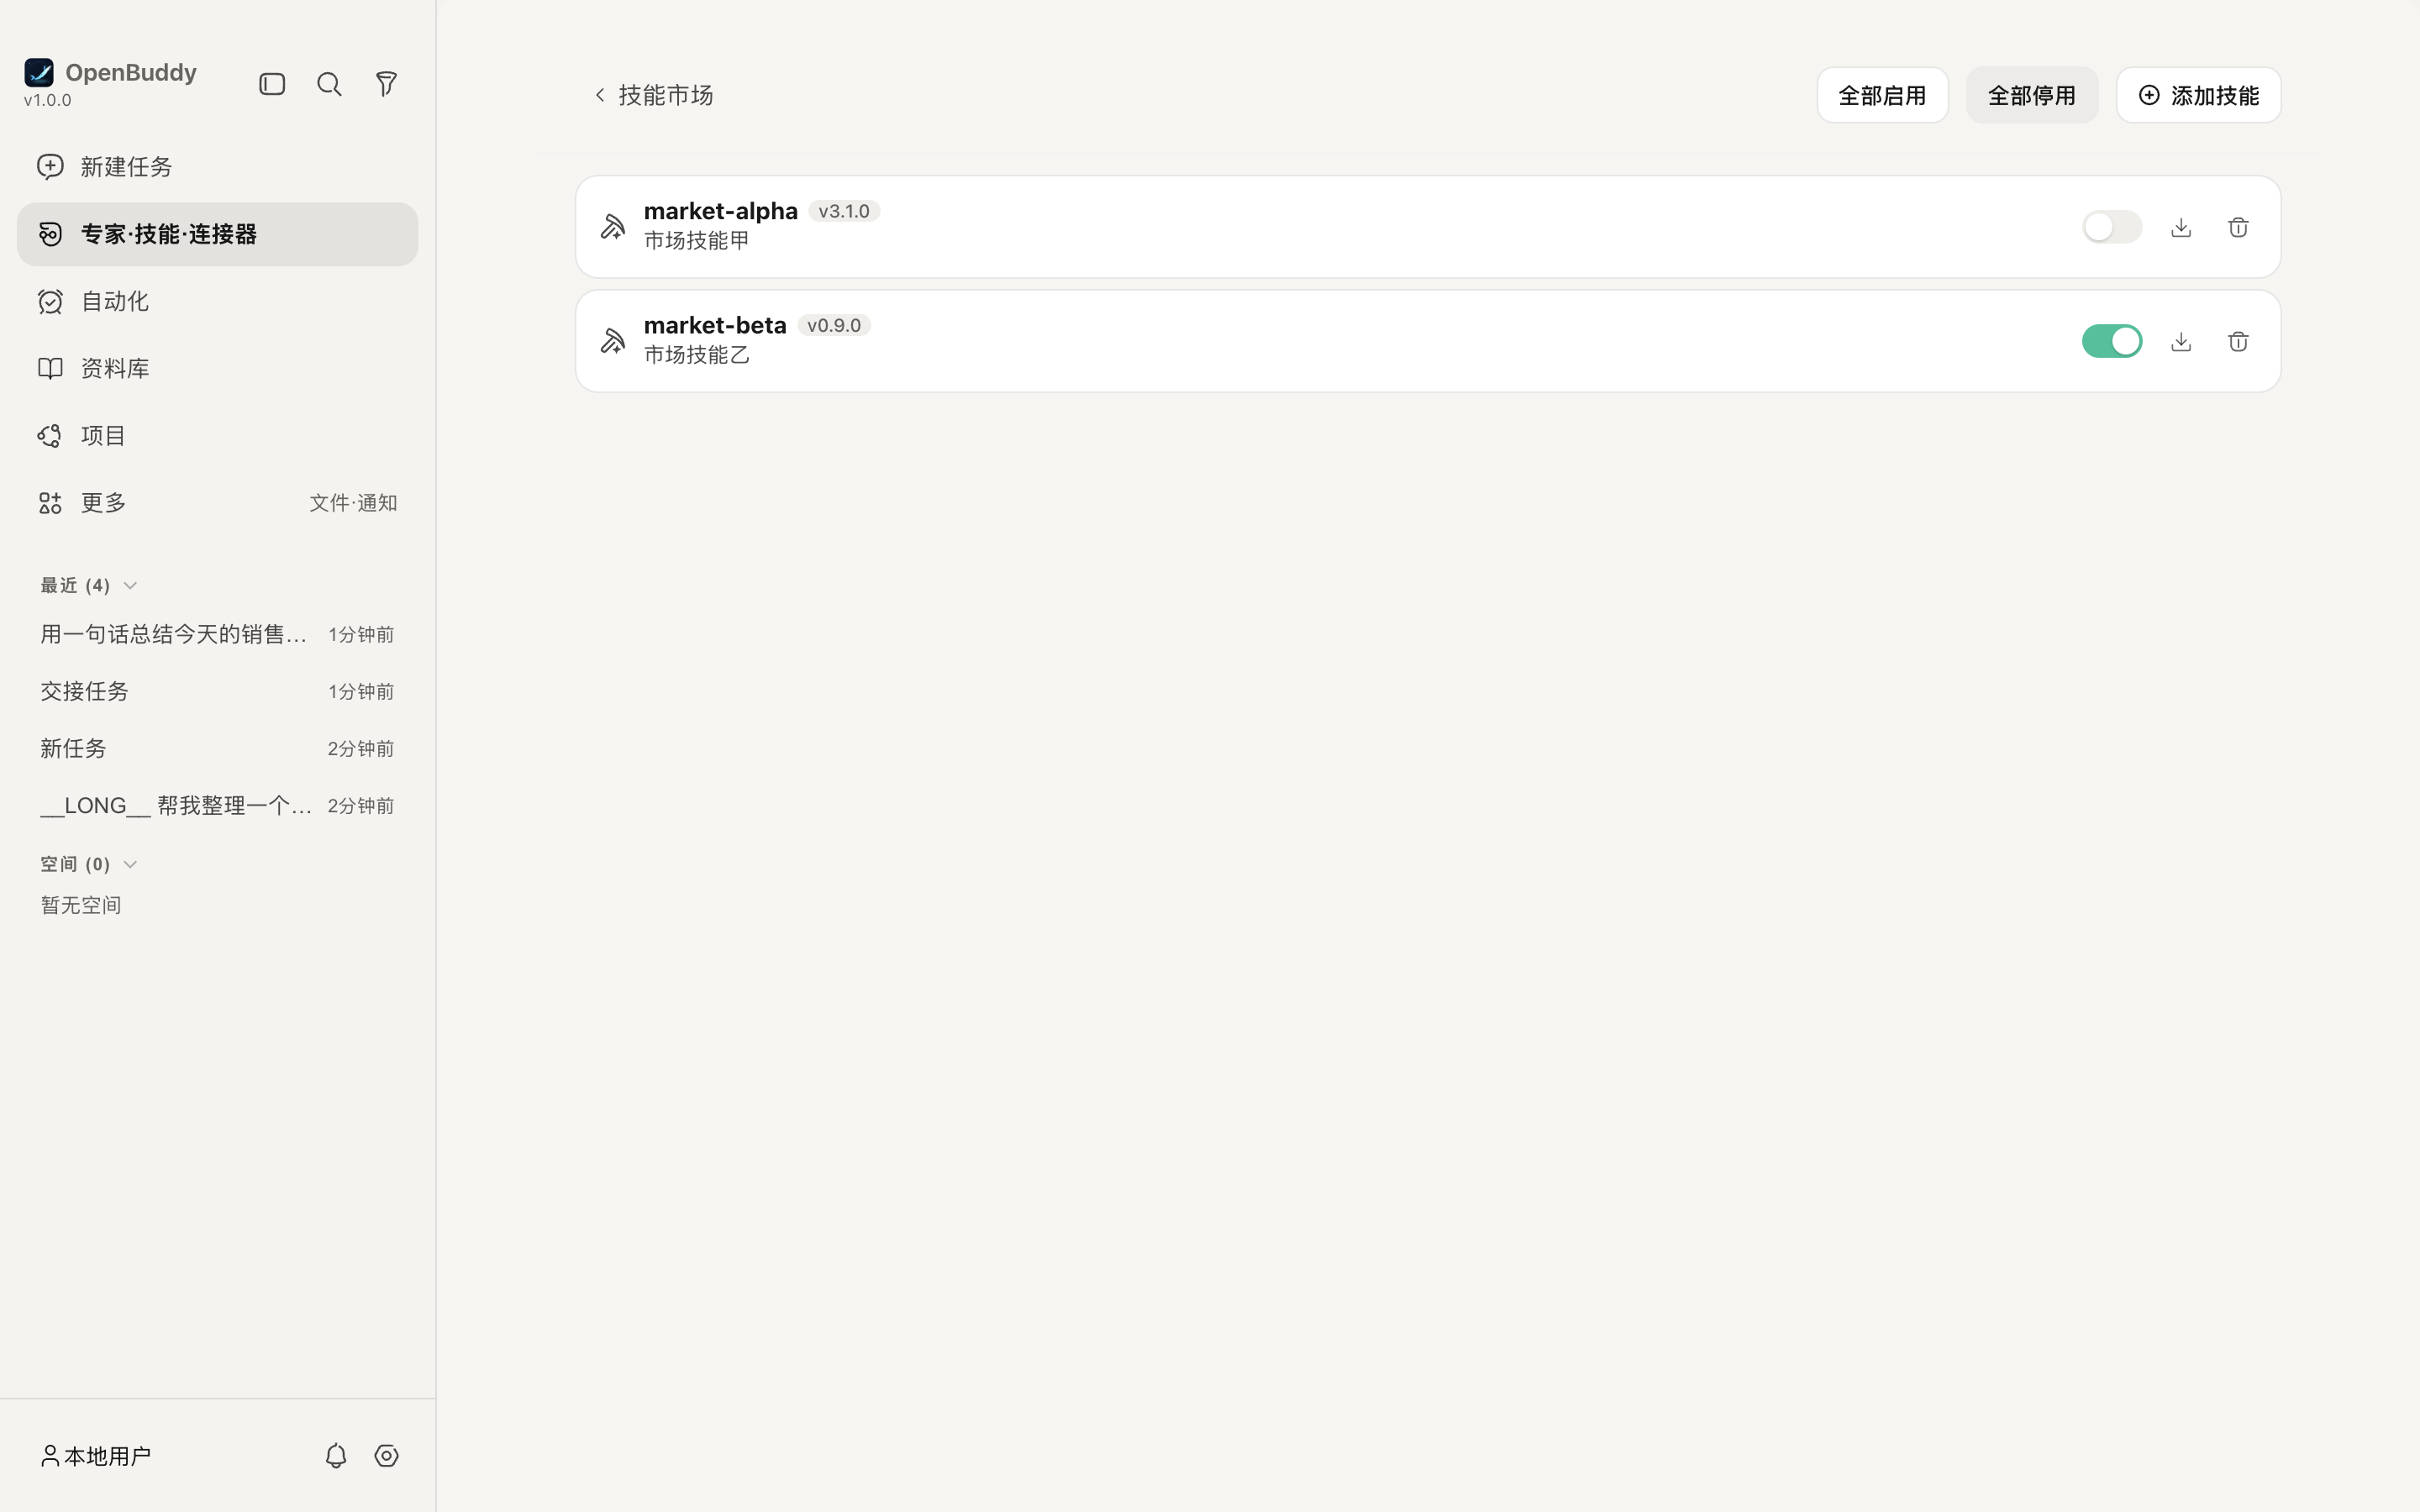 OpenBuddy
v1.0.0
新建任务
专家·技能·连接器
自动化
资料库
项目
更多 文件·通知
最近 (4)
用一句话总结今天的销售… 1分钟前
交接任务 1分钟前
新任务 2分钟前
__LONG__ 帮我整理一个… 2分钟前
空间 (0)
暂无空间
本地用户
技能市场
全部启用 全部停用 添加技能
market-alpha v3.1.0
市场技能甲
market-beta v0.9.0
市场技能乙